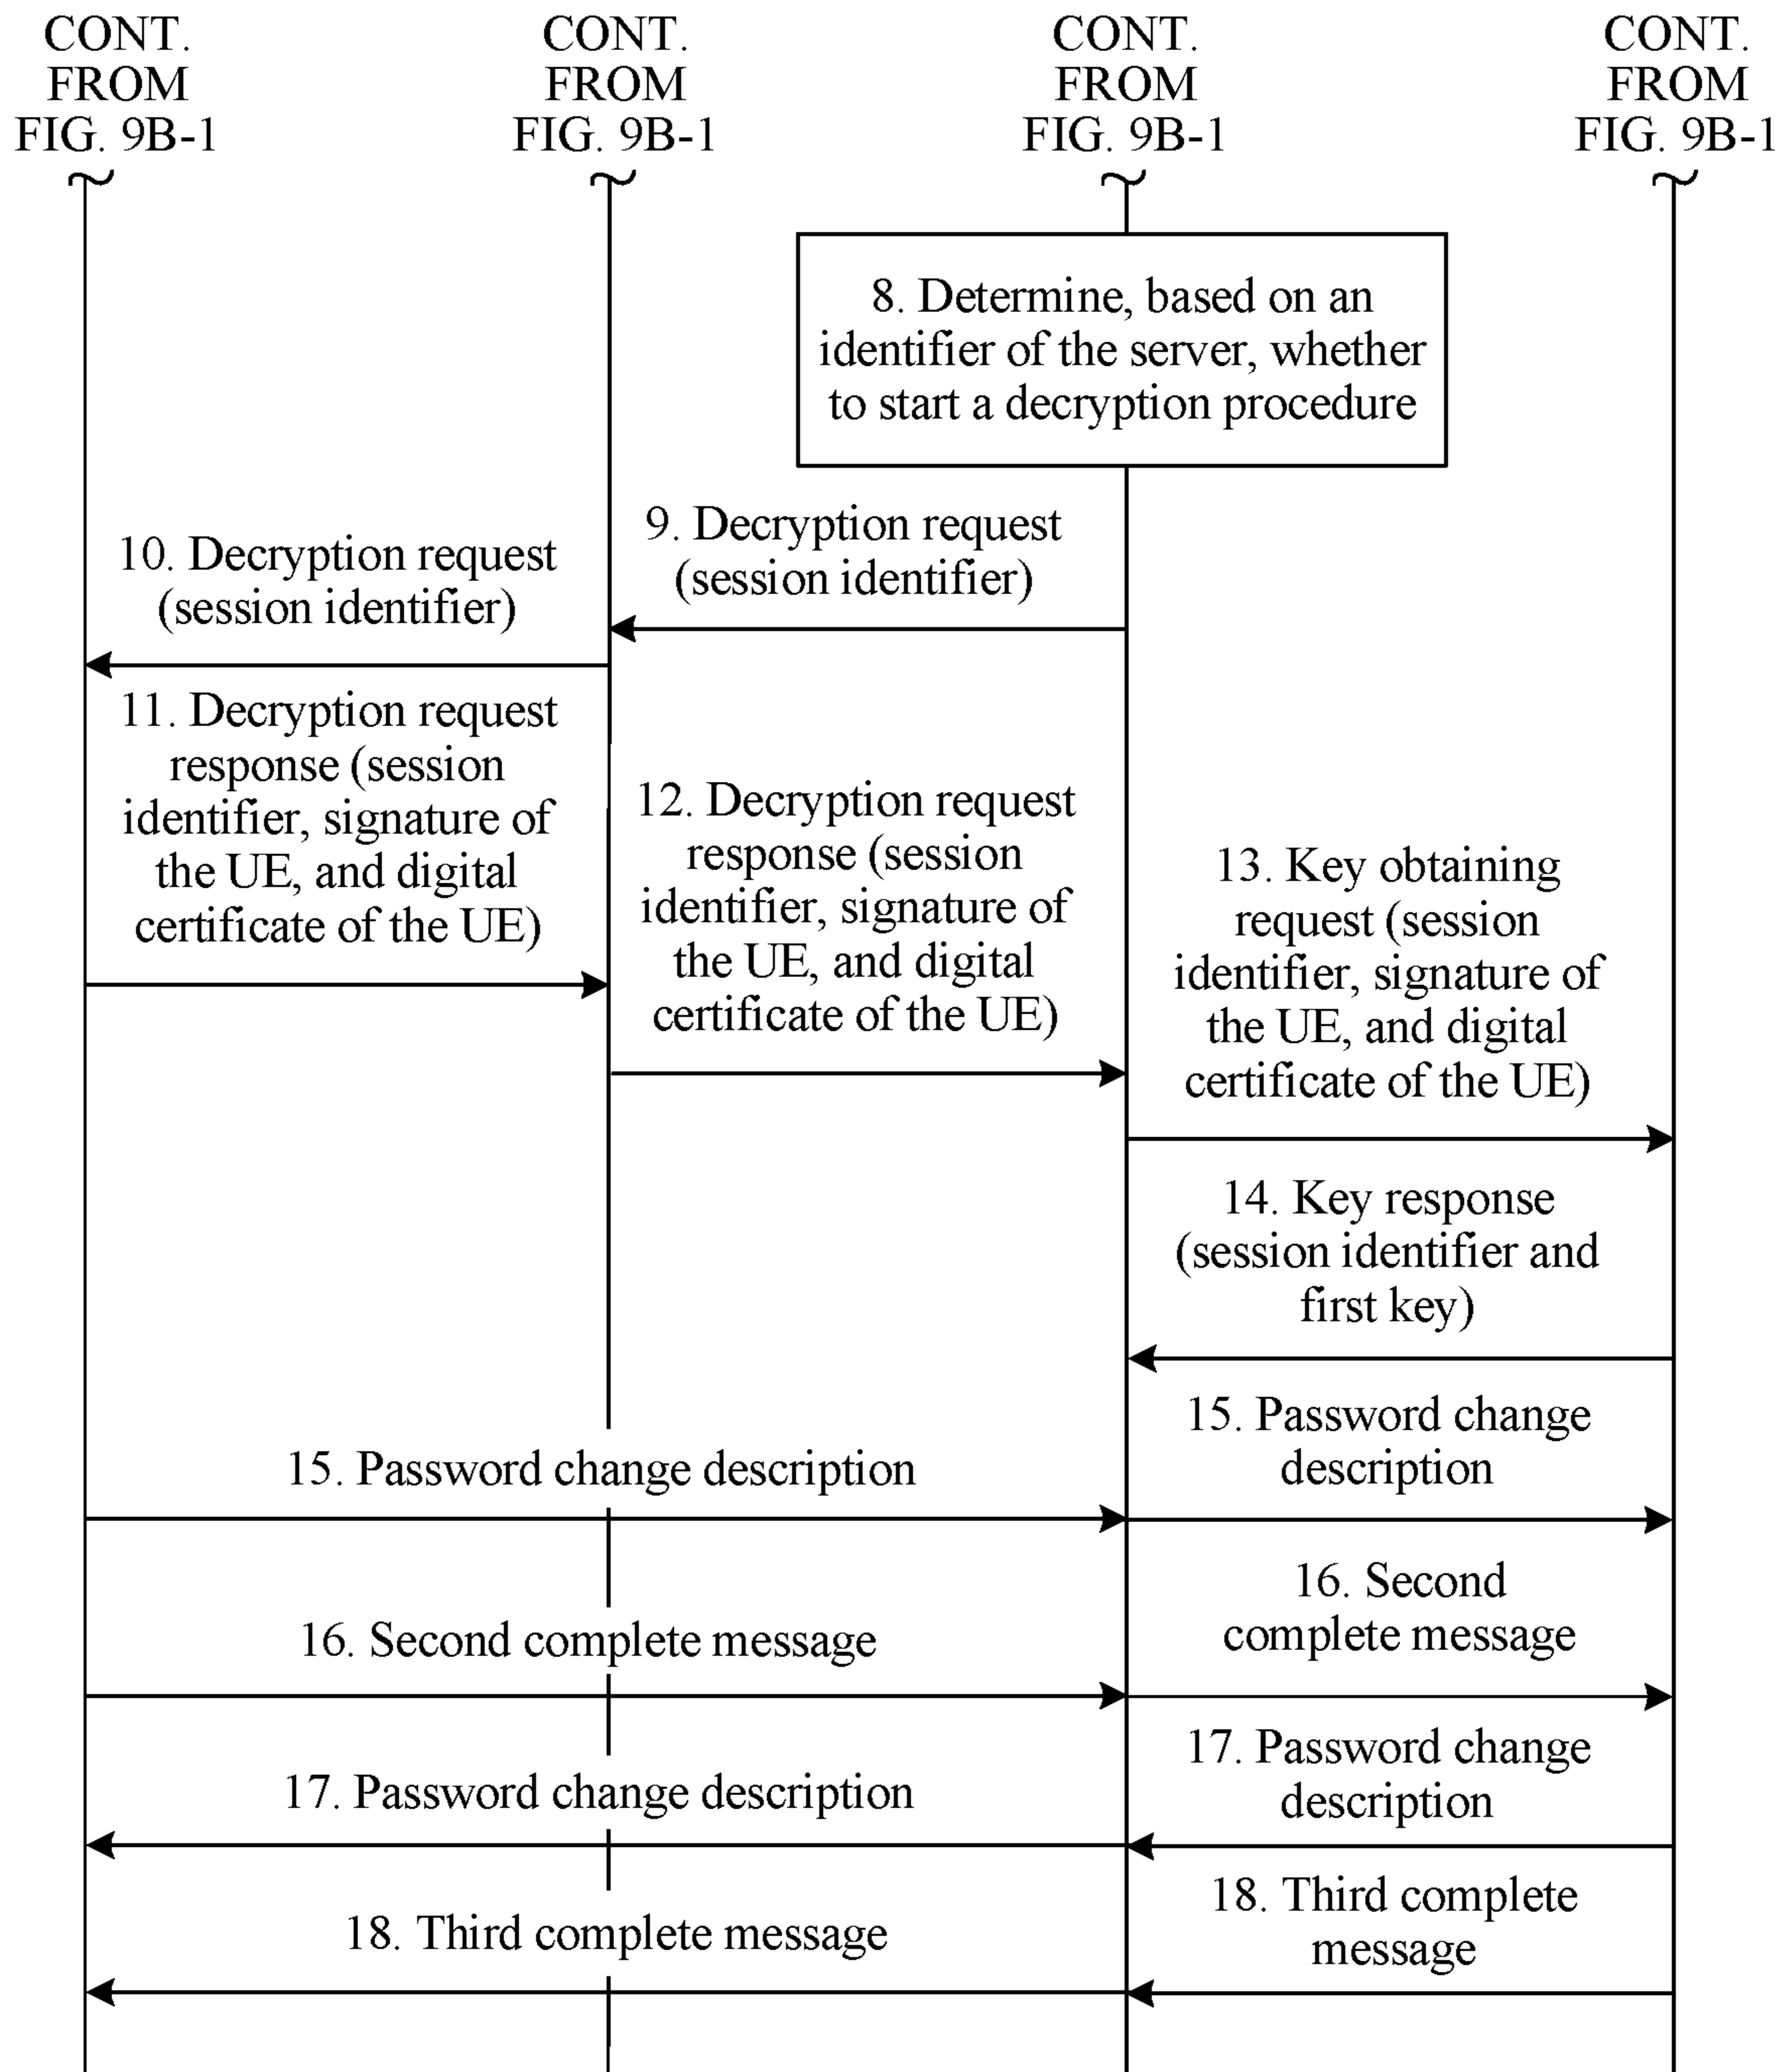 CONT.
FROM
FIG. 9B-1
CONT.
FROM
FIG. 9B-1
CONT.
FROM
FIG. 9B-1
CONT.
FROM
FIG. 9B-1
8. Determine, based on an
identifier of the server, whether
to start a decryption procedure
9. Decryption request
(session identifier)
10. Decryption request
(session identifier)
11. Decryption request
response (session
identifier, signature of
the UE, and digital
certificate of the UE)
12. Decryption request
response (session
identifier, signature of
the UE, and digital
certificate of the UE)
13. Key obtaining
request (session
identifier, signature of
the UE, and digital
certificate of the UE)
14. Key response
(session identifier and
first key)
15. Password change description
15. Password change
description
16. Second complete message
16. Second
complete message
17. Password change description
17. Password change
description
18. Third complete message
18. Third complete
message